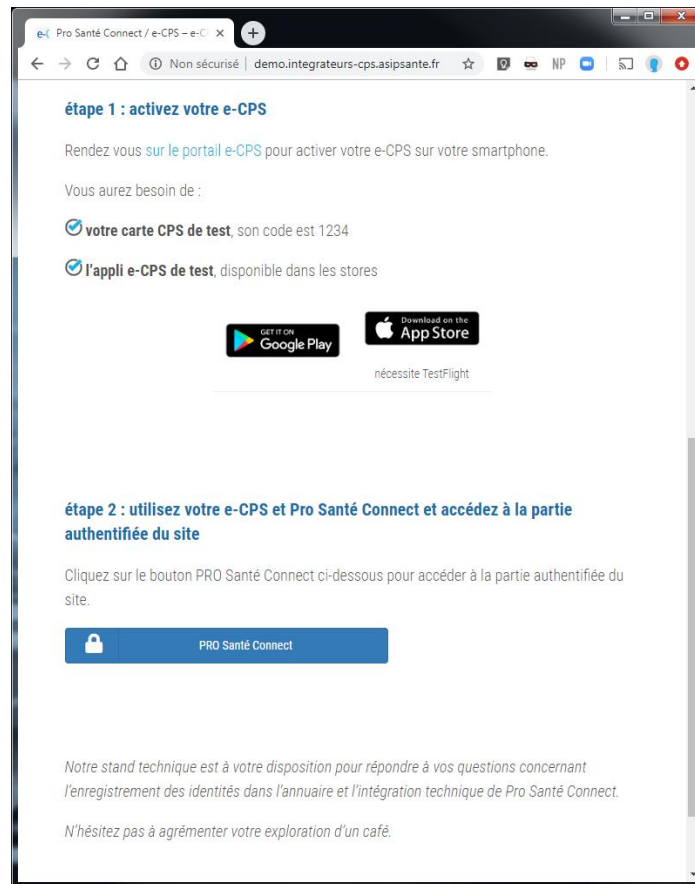 e-( Pro Santé Connect / e-CPS – e-C
Non sécurisé | demo.integrateurs-cps.asipsante.fr
NP
étape 1 : activez votre e-CPS
Rendez vous sur le portail e-CPS pour activer votre e-CPS sur votre smartphone.
Vous aurez besoin de :
votre carte CPS de test, son code est 1234
l'appli e-CPS de test, disponible dans les stores
GET IT ON
Google Play
Download on the
App Store
nécessite TestFlight
étape 2 : utilisez votre e-CPS et Pro Santé Connect et accédez à la partie
authentifiée du site
Cliquez sur le bouton PRO Santé Connect ci-dessous pour accéder à la partie authentifiée du
site.
PRO Santé Connect
Notre stand technique est à votre disposition pour répondre à vos questions concernant
l'enregistrement des identités dans l'annuaire et l'intégration technique de Pro Santé Connect.
N'hésitez pas à agrémenter votre exploration d'un café.